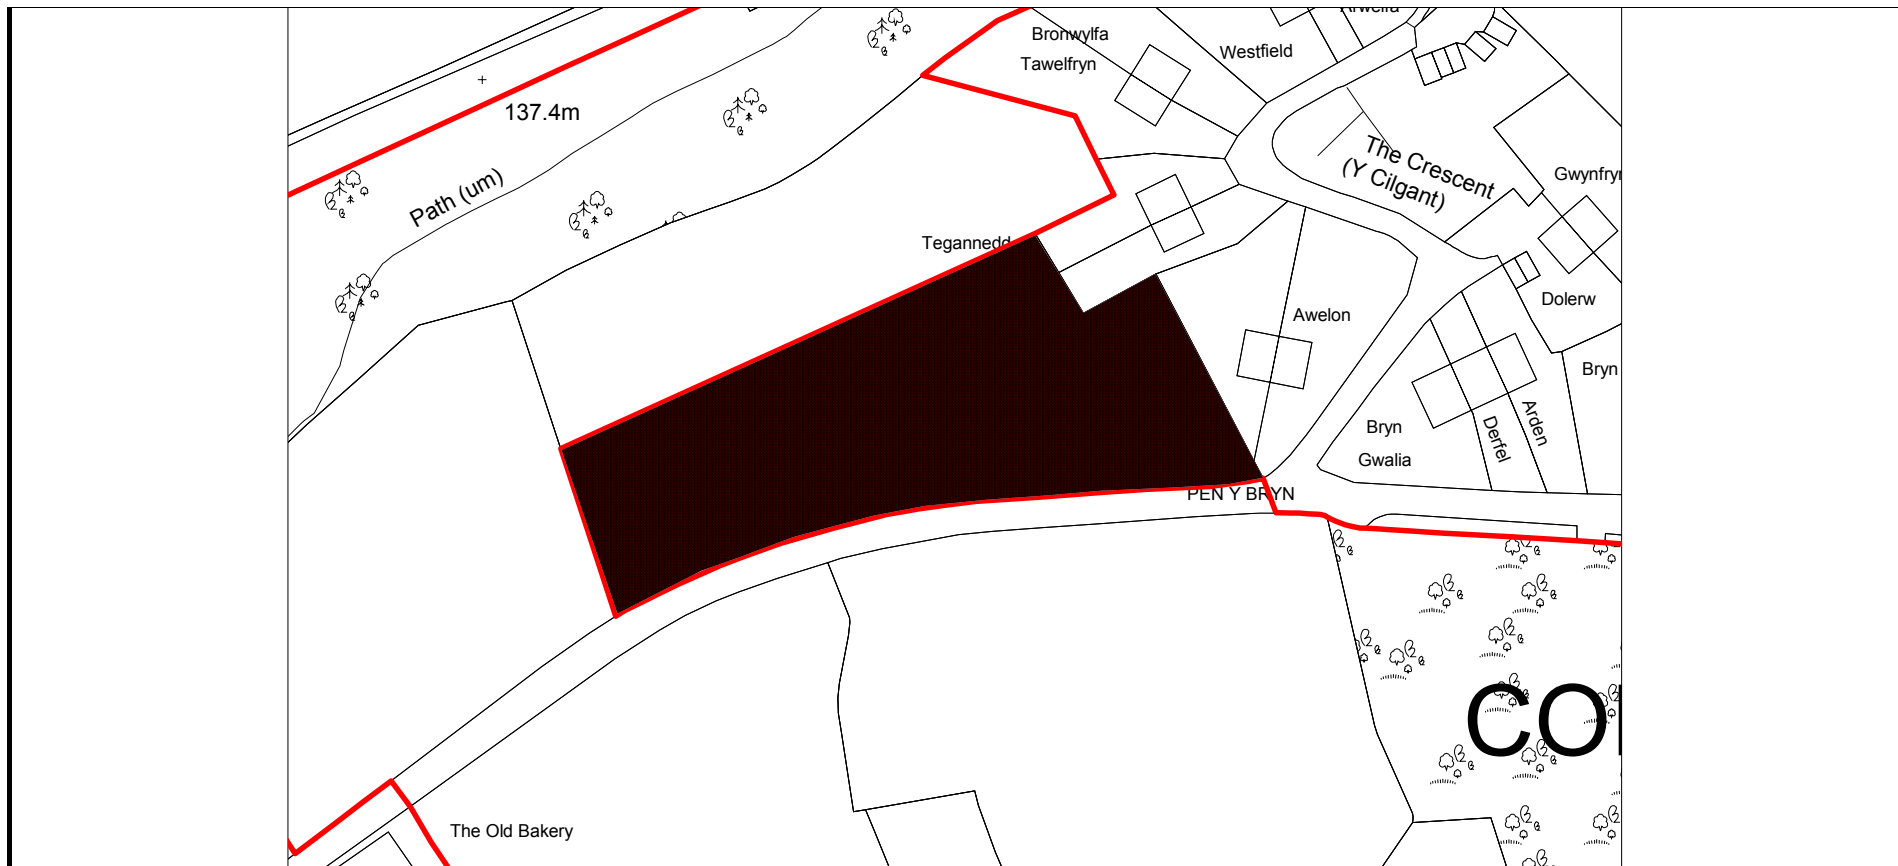 Bronwylfa
Tawelfryn
Westfield
137.4m
Path (um)
The Crescent
(Y Cilgant)
Tegannedd
Awelon
Dolerw
Bryn
Bryn
Gwalia
Derfel
Arden
PEN Y BRYN
The Old Bakery